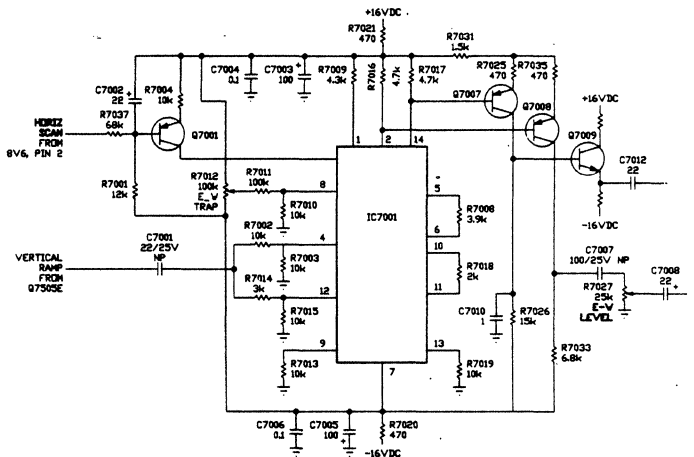 +16VDC
R7021
470
R7031
1.5k
C7002
22
+
R7004
10k
C7004
0.1
C7003
100
+
R7009
4.3k
R7016
4.7k
R7017
4.7k
R7025
470
R7035
470
Q7007
Q7008
+16VDC
HORIZ
SCAN
FROM
8V6, PIN 2
R7037
68k
Q7001
Q7009
1
2
14
C7012
22
R7001
12k
R7012
100k
E_W
TRAP
R7011
100k
8
R7010
10k
IC7001
5
6
R7008
3.9k
-16VDC
C7001
22/25V
NP
R7002
10k
4
R7003
10k
10
11
R7018
2k
VERTICAL
RAMP
FROM
Q7505E
R7014
3k
12
R7015
10k
C7007
100/25V NP
R7027
25k
E-W
LEVEL
C7008
22
+
C7010
1
R7026
15k
9
R7013
10k
13
R7019
10k
7
R7033
6.8k
C7006
0.1
C7005
100
+
R7020
470
-16VDC